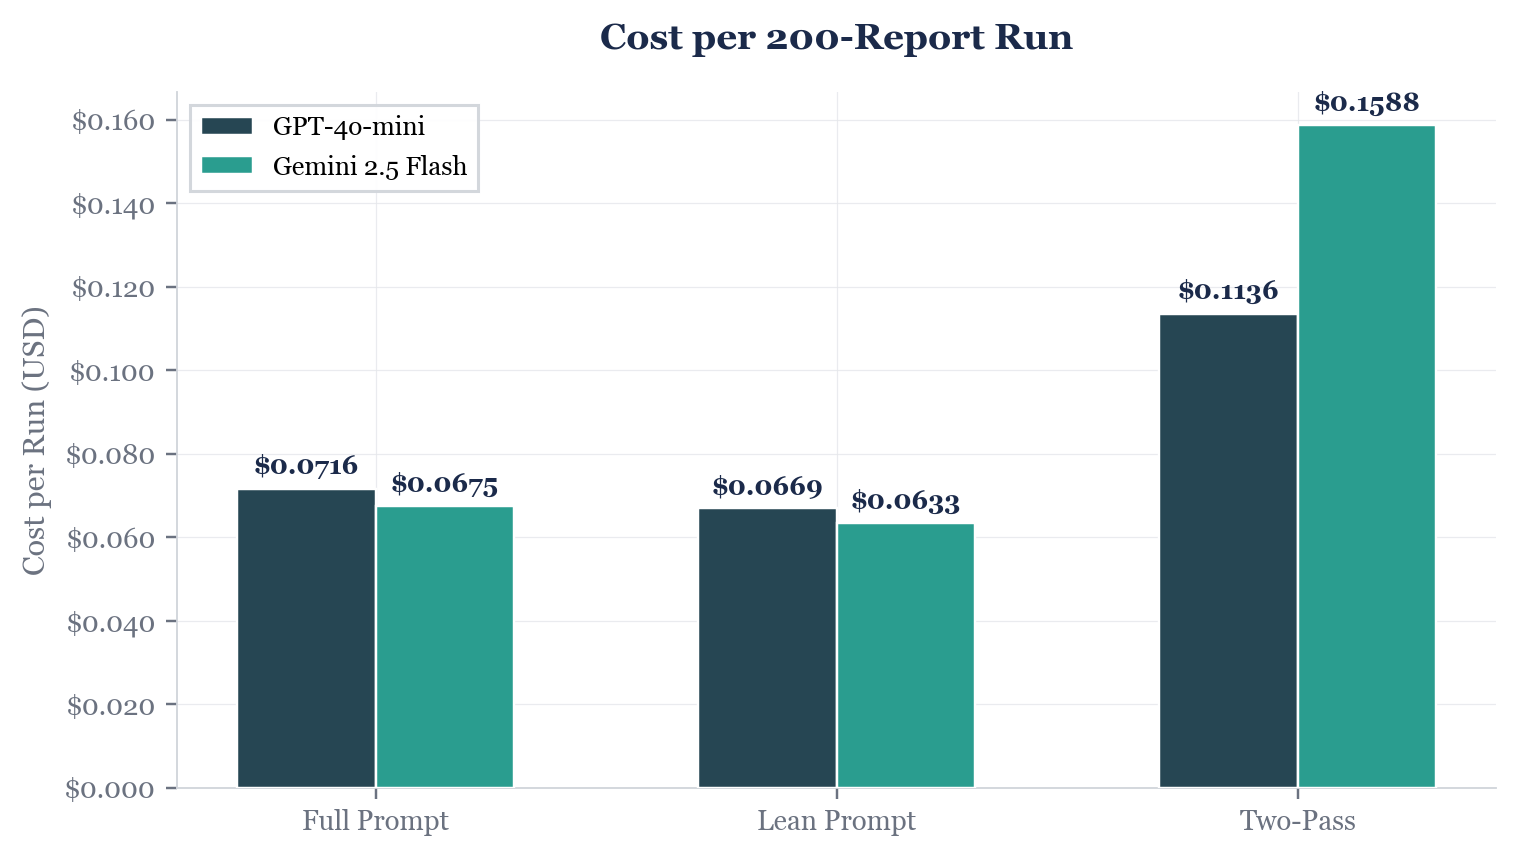 Cost per 200-Report Run
GPT-4o-mini
Gemini 2.5 Flash
Cost per Run (USD)
$0.160
$0.140
$0.120
$0.100
$0.080
$0.060
$0.040
$0.020
$0.000
$0.0716
$0.0675
$0.0669
$0.0633
$0.1136
$0.1588
Full Prompt
Lean Prompt
Two-Pass